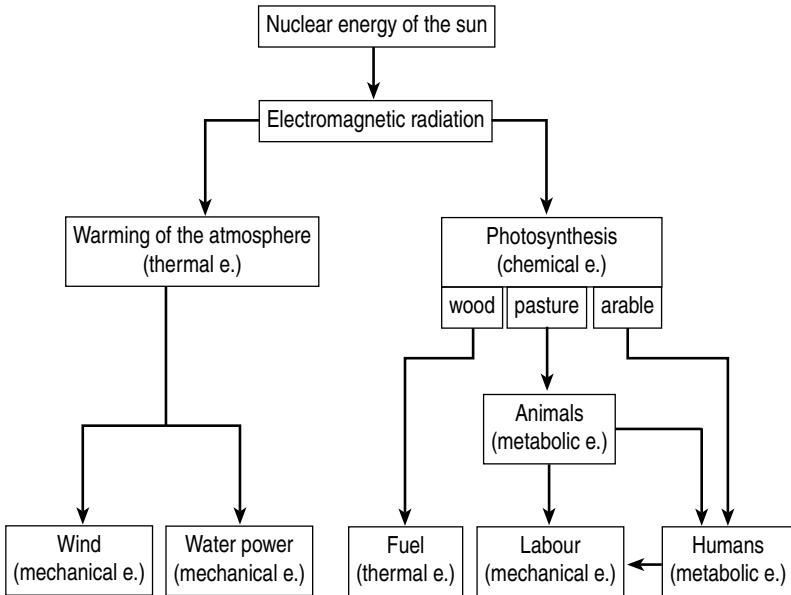 Nuclear energy of the sun
Electromagnetic radiation
Warming of the atmosphere
(thermal e.)
Photosynthesis
(chemical e.)
wood
pasture
arable
Animals
(metabolic e.)
Wind
(mechanical e.)
Water power
(mechanical e.)
Fuel
(thermal e.)
Labour
(mechanical e.)
Humans
(metabolic e.)